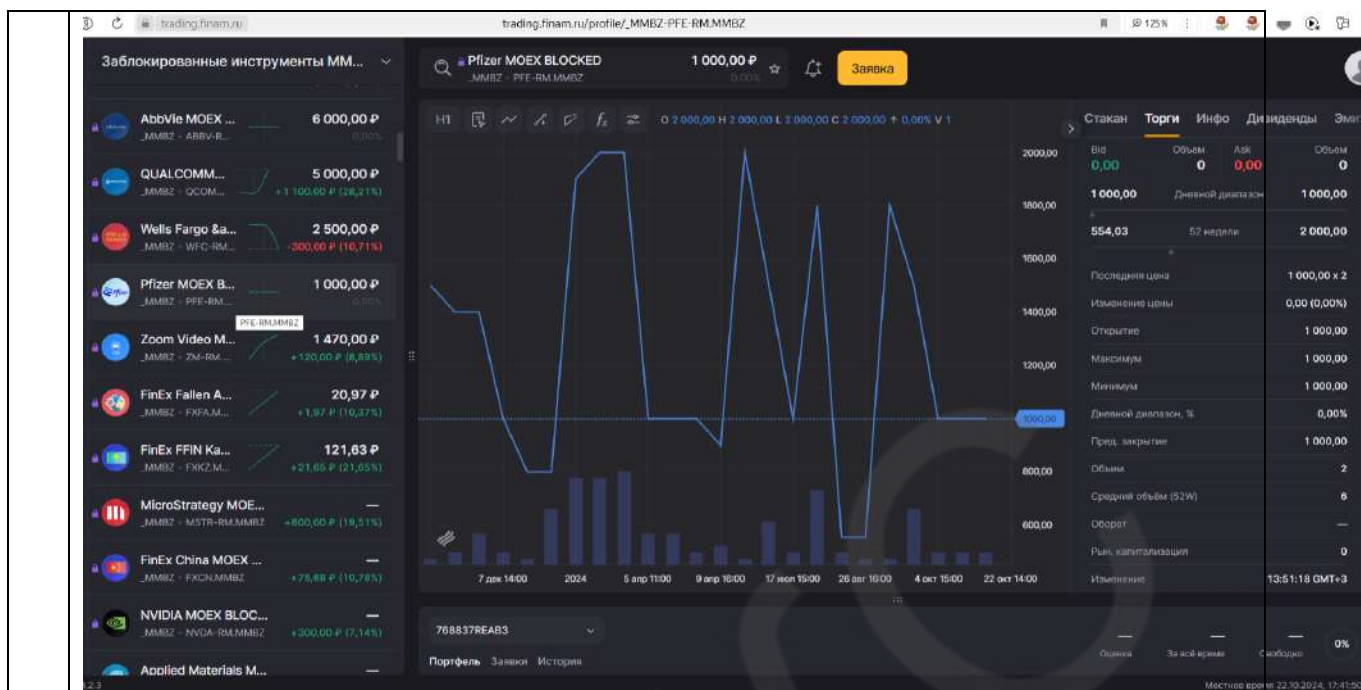 trading.finam.ru
trading.finam.ru/profile/_MMBZ-PFE-RM.MMBZ
125%
Заблокированные инструменты ММ...
AbbVie MOEX ...
6 000,00 ₽
_MMBZ - ABBV-R...
0,00%
QUALCOMM...
5 000,00 ₽
_MMBZ - QCOM...
+1 100,00 ₽ (28,21%)
Wells Fargo &a...
2 500,00 ₽
_MMBZ - WFC-RM...
-300,00 ₽ (10,71%)
Pfizer MOEX B...
1 000,00 ₽
_MMBZ - PFE-RM...
0,00%
PFE-RM.MMBZ
Zoom Video M...
1 470,00 ₽
_MMBZ - ZM-RM...
+120,00 ₽ (8,89%)
FinEx Fallen A...
20,97 ₽
_MMBZ - FXFA.M...
+1,97 ₽ (10,37%)
FinEx FFIN Ka...
121,63 ₽
_MMBZ - FXKZ.M...
+21,65 ₽ (21,65%)
MicroStrategy MOE...
—
_MMBZ - MSTR-RM.MMBZ
+800,00 ₽ (19,51%)
FinEx China MOEX ...
—
_MMBZ - FXCN.MMBZ
+75,68 ₽ (10,78%)
NVIDIA MOEX BLOC...
—
_MMBZ - NVDA-RM.MMBZ
+300,00 ₽ (7,14%)
Applied Materials M...
—
Pfizer MOEX BLOCKED
1 000,00 ₽
_MMBZ - PFE-RM.MMBZ
0,00%
Заявка
H1
O 2 000,00 H 2 000,00 L 2 000,00 C 2 000,00 ↑ 0,00% V 1
2000,00
1800,00
1600,00
1400,00
1200,00
1000,00
800,00
600,00
7 дек 14:00
2024
5 апр 11:00
9 апр 16:00
17 июл 15:00
26 авг 16:00
4 окт 15:00
22 окт 14:00
768837REAB3
Портфель Заявки История
Стакан Торги Инфо Дивиденды Эми
Bid Объем Ask Объем
0,00 0 0,00 0
1 000,00 Дневной диапазон 1 000,00
554,03 52 недели 2 000,00
Последняя цена 1 000,00 x 2
Изменение цены 0,00 (0,00%)
Открытие 1 000,00
Максимум 1 000,00
Минимум 1 000,00
Дневной диапазон, % 0,00%
Пред. закрытие 1 000,00
Объем 2
Средний объём (52W) 6
Оборот —
Рын. капитализация 0
Изменение 13:51:18 GMT+3
— — — 0%
Оценка За всё время Свободно
Местное время 22.10.2024, 17:41:50